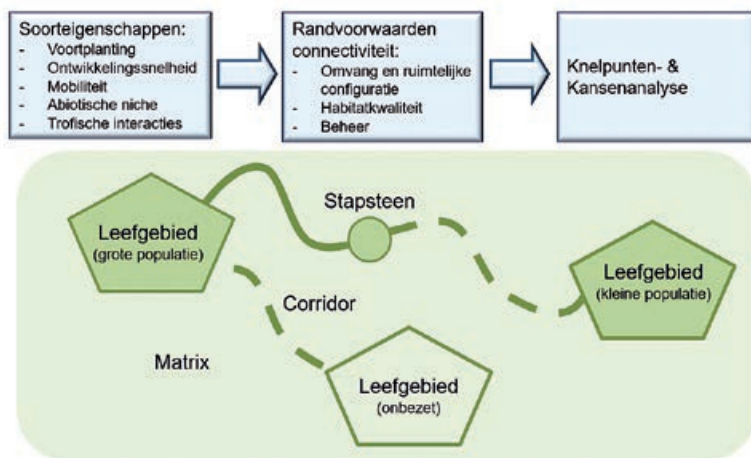 Soorteigenschappen:
- Voortplanting
- Ontwikkelingssnelheid
- Mobiliteit
- Abiotische niche
- Trofische interacties
Randvoorwaarden
connectiviteit:
- Omvang en ruimtelijke
configuratie
- Habitatkwaliteit
- Beheer
Knelpunten- &
Kansenanalyse
Stapsteen
Leefgebied
(grote populatie)
Leefgebied
(kleine populatie)
Corridor
Matrix
Leefgebied
(onbezet)